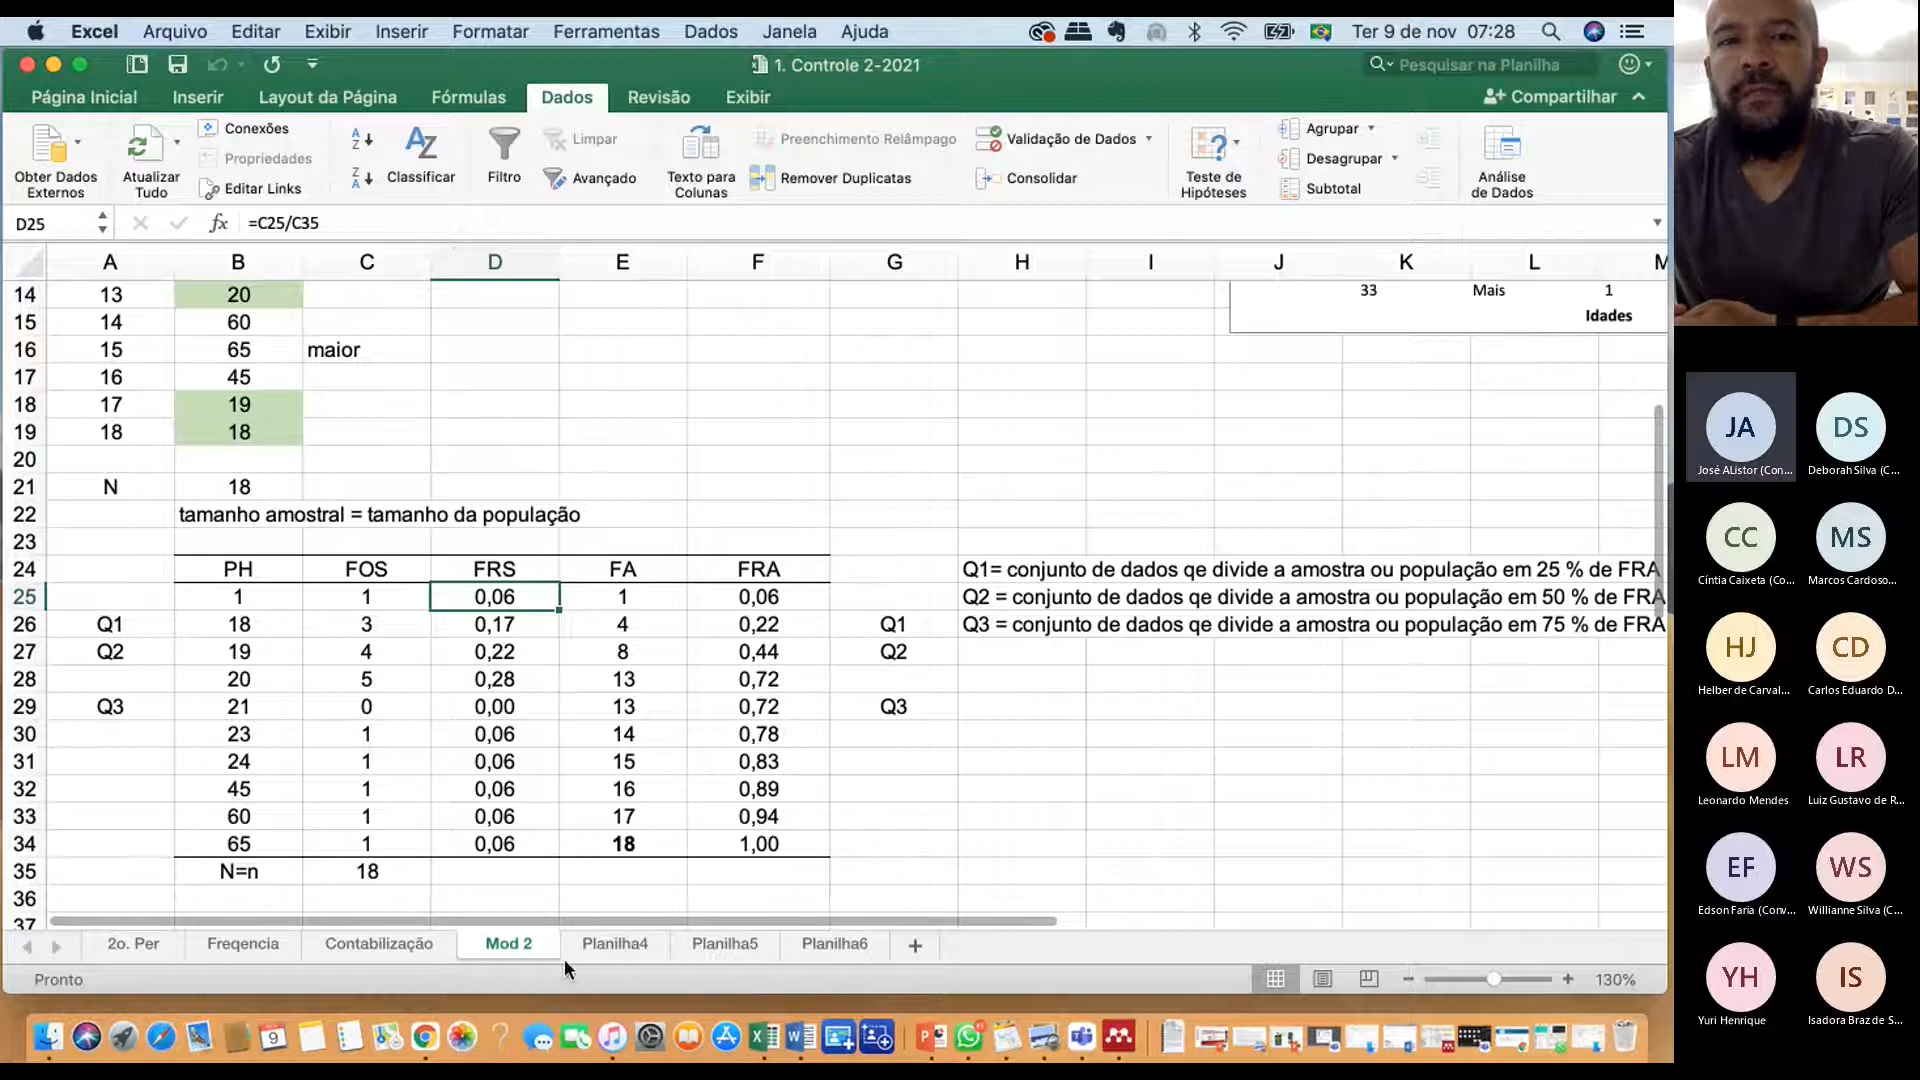 Excel Arquivo Editar Exibir Inserir Formatar Ferramentas Dados Janela Ajuda Ter 9 de nov 07:28
1. Controle 2-2021
Pesquisar na Planilha
Página Inicial Inserir Layout da Página Fórmulas Dados Revisão Exibir Compartilhar
Obter Dados Externos
Atualizar Tudo
Conexões
Propriedades
Editar Links
Classificar
Filtro
Limpar
Avançado
Texto para Colunas
Preenchimento Relâmpago
Remover Duplicatas
Validação de Dados
Consolidar
Teste de Hipóteses
Agrupar
Desagrupar
Subtotal
Análise de Dados
D25 fx =C25/C35
A B C D E F G H I J K L M
14 13 20 33 Mais 1
15 14 60 Idades
16 15 65 maior
17 16 45
18 17 19
19 18 18
20
21 N 18
22 tamanho amostral = tamanho da população
23
24 PH FOS FRS FA FRA Q1= conjunto de dados qe divide a amostra ou população em 25 % de FRA
25 1 1 0,06 1 0,06 Q2 = conjunto de dados qe divide a amostra ou população em 50 % de FRA
26 Q1 18 3 0,17 4 0,22 Q1 Q3 = conjunto de dados qe divide a amostra ou população em 75 % de FRA
27 Q2 19 4 0,22 8 0,44 Q2
28 20 5 0,28 13 0,72
29 Q3 21 0 0,00 13 0,72 Q3
30 23 1 0,06 14 0,78
31 24 1 0,06 15 0,83
32 45 1 0,06 16 0,89
33 60 1 0,06 17 0,94
34 65 1 0,06 18 1,00
35 N=n 18
36
37
2o. Per Freqencia Contabilização Mod 2 Planilha4 Planilha5 Planilha6 +
Pronto 130%
JA DS
José AListor (Con... Deborah Silva (C...
CC MS
Cíntia Caixeta (Co... Marcos Cardoso...
HJ CD
Helber de Carval... Carlos Eduardo D...
LM LR
Leonardo Mendes Luiz Gustavo de R...
EF WS
Edson Faria (Conv... Willianne Silva (C...
YH IS
Yuri Henrique Isadora Braz de S...